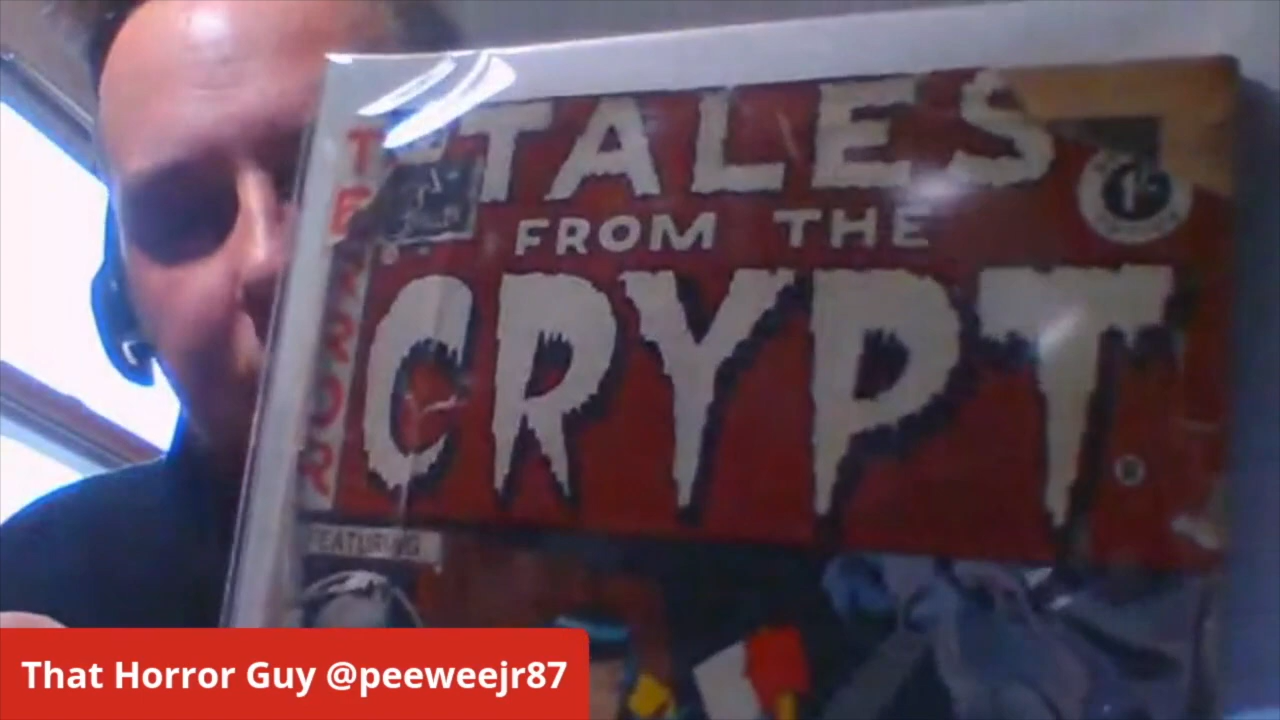 TALES
FROM THE
CRYPT
FEATURING
That Horror Guy @peeweejr87